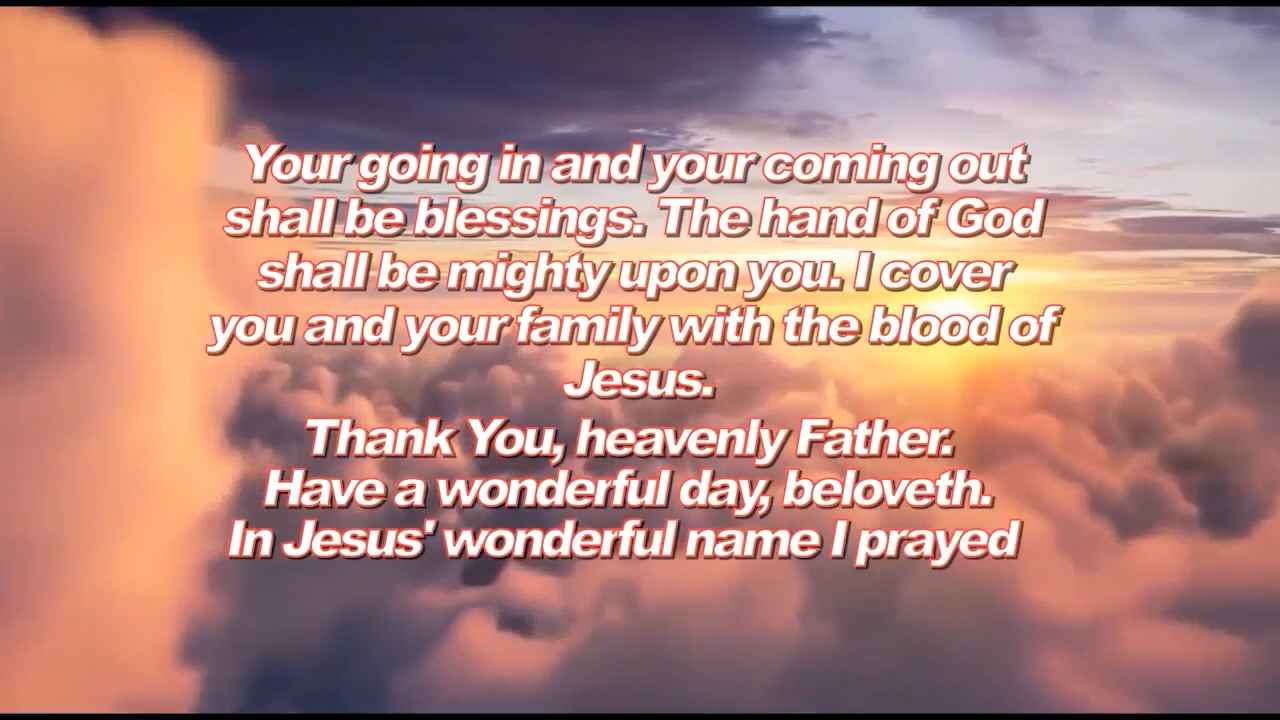 Your going in and your coming out
shall be blessings. The hand of God
shall be mighty upon you. I cover
you and your family with the blood of
Jesus.
Thank You, heavenly Father.
Have a wonderful day, beloveth.
In Jesus' wonderful name I prayed